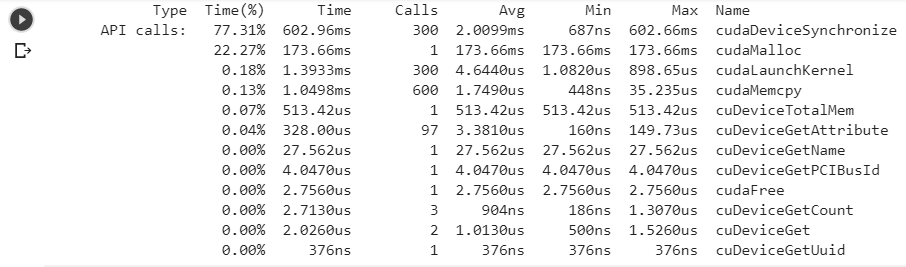 Type Time(%) Time Calls Avg Min Max Name
API calls: 77.31% 602.96ms 300 2.0099ms 687ns 602.66ms cudaDeviceSynchronize
22.27% 173.66ms 1 173.66ms 173.66ms 173.66ms cudaMalloc
0.18% 1.3933ms 300 4.6440us 1.0820us 898.65us cudaLaunchKernel
0.13% 1.0498ms 600 1.7490us 448ns 35.235us cudaMemcpy
0.07% 513.42us 1 513.42us 513.42us 513.42us cuDeviceTotalMem
0.04% 328.00us 97 3.3810us 160ns 149.73us cuDeviceGetAttribute
0.00% 27.562us 1 27.562us 27.562us 27.562us cuDeviceGetName
0.00% 4.0470us 1 4.0470us 4.0470us 4.0470us cuDeviceGetPCIBusId
0.00% 2.7560us 1 2.7560us 2.7560us 2.7560us cudaFree
0.00% 2.7130us 3 904ns 186ns 1.3070us cuDeviceGetCount
0.00% 2.0260us 2 1.0130us 500ns 1.5260us cuDeviceGet
0.00% 376ns 1 376ns 376ns 376ns cuDeviceGetUuid